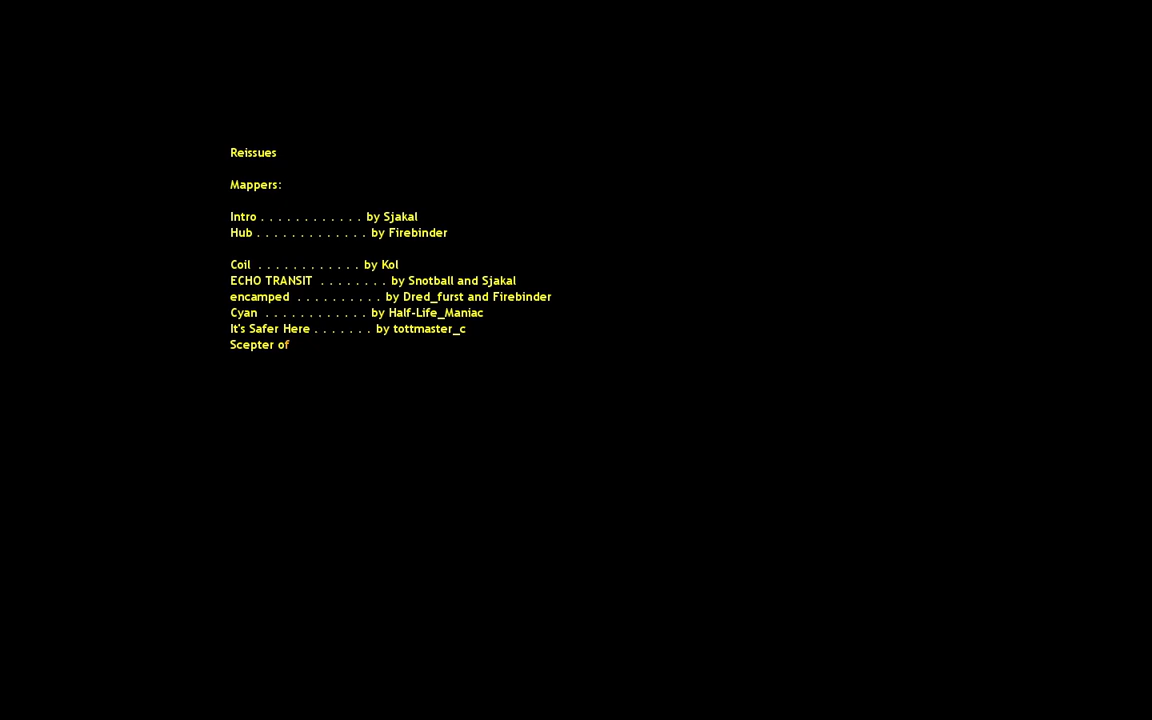 Reissues
Mappers:
Intro . . . . . . . . . . . . by Sjakal
Hub . . . . . . . . . . . . . by Firebinder
Coil . . . . . . . . . . . . by Kol
ECHO TRANSIT . . . . . . . . by Snotball and Sjakal
encamped . . . . . . . . . . by Dred_furst and Firebinder
Cyan . . . . . . . . . . . . by Half-Life_Maniac
It's Safer Here . . . . . . . by tottmaster_c
Scepter of